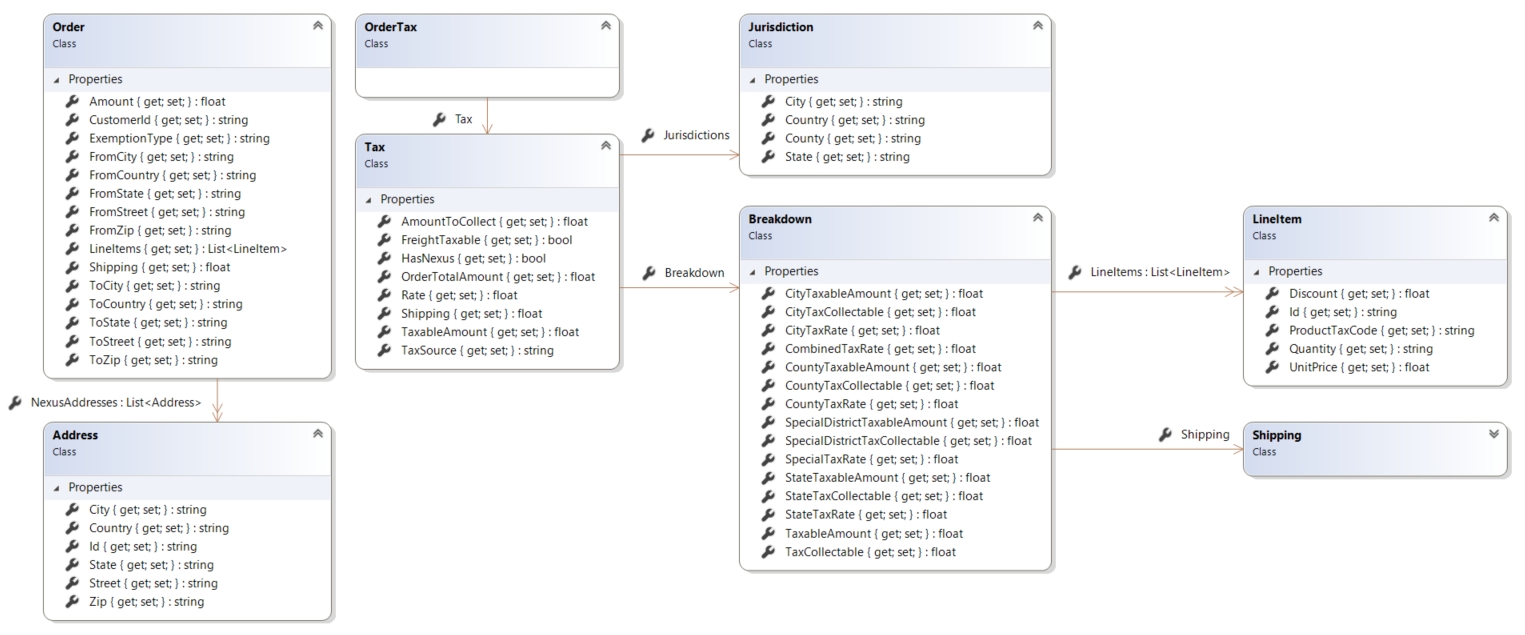 Order
Class
Properties
Amount { get; set; } : float
CustomerId { get; set; } : string
ExemptionType { get; set; } : string
FromCity { get; set; } : string
FromCountry { get; set; } : string
FromState { get; set; } : string
FromStreet { get; set; } : string
FromZip { get; set; } : string
LineItems { get; set; } : List<LineItem>
Shipping { get; set; } : float
ToCity { get; set; } : string
ToCountry { get; set; } : string
ToState { get; set; } : string
ToStreet { get; set; } : string
ToZip { get; set; } : string
NexusAddresses : List<Address>
Address
Class
Properties
City { get; set; } : string
Country { get; set; } : string
Id { get; set; } : string
State { get; set; } : string
Street { get; set; } : string
Zip { get; set; } : string
OrderTax
Class
Tax
Tax
Class
Properties
AmountToCollect { get; set; } : float
FreightTaxable { get; set; } : bool
HasNexus { get; set; } : bool
OrderTotalAmount { get; set; } : float
Rate { get; set; } : float
Shipping { get; set; } : float
TaxableAmount { get; set; } : float
TaxSource { get; set; } : string
Jurisdictions
Breakdown
Jurisdiction
Class
Properties
City { get; set; } : string
Country { get; set; } : string
County { get; set; } : string
State { get; set; } : string
Breakdown
Class
Properties
CityTaxableAmount { get; set; } : float
CityTaxCollectable { get; set; } : float
CityTaxRate { get; set; } : float
CombinedTaxRate { get; set; } : float
CountyTaxableAmount { get; set; } : float
CountyTaxCollectable { get; set; } : float
CountyTaxRate { get; set; } : float
SpecialDistrictTaxableAmount { get; set; } : float
SpecialDistrictTaxCollectable { get; set; } : float
SpecialTaxRate { get; set; } : float
StateTaxableAmount { get; set; } : float
StateTaxCollectable { get; set; } : float
StateTaxRate { get; set; } : float
TaxableAmount { get; set; } : float
TaxCollectable { get; set; } : float
LineItems : List<LineItem>
Shipping
LineItem
Class
Properties
Discount { get; set; } : float
Id { get; set; } : string
ProductTaxCode { get; set; } : string
Quantity { get; set; } : string
UnitPrice { get; set; } : float
Shipping
Class